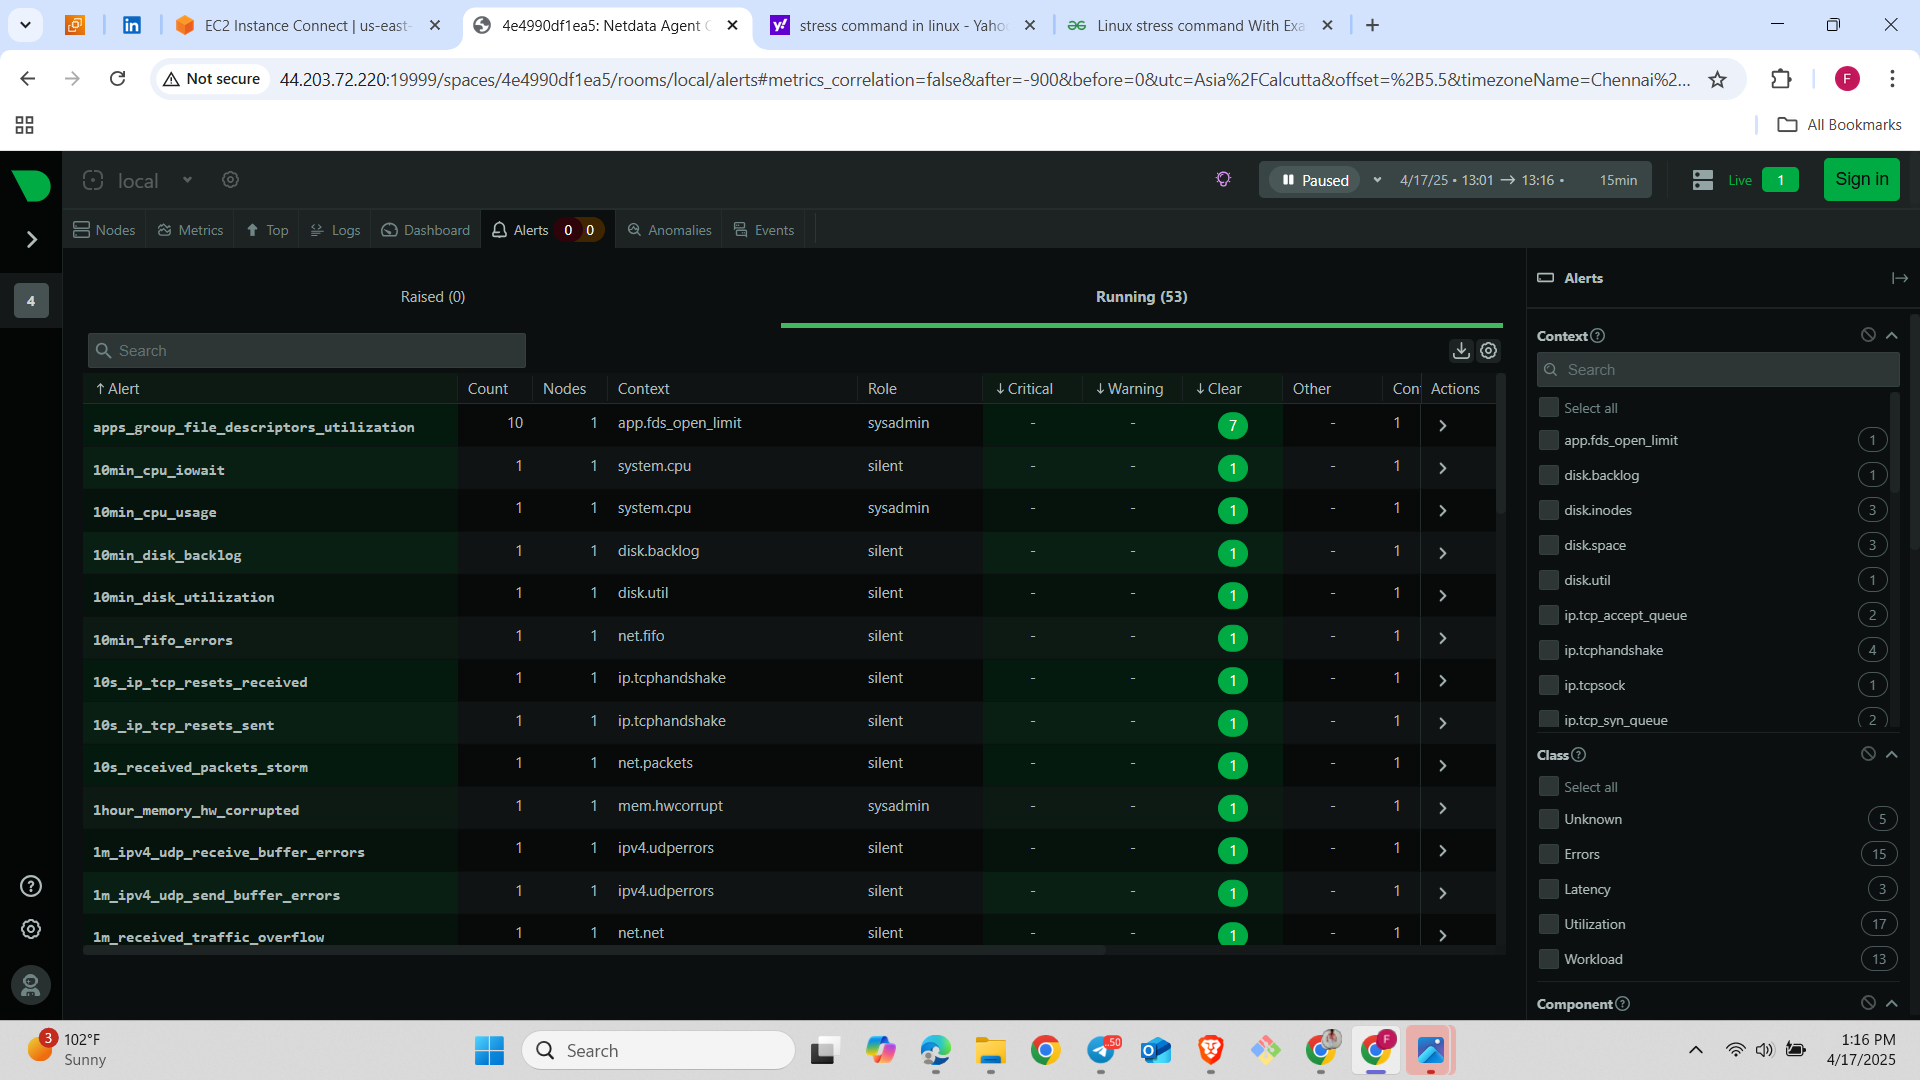 EC2 Instance Connect | us-east-
4e4990df1ea5: Netdata Agent
stress command in linux - Yaho
Linux stress command With Exa
Not secure
44.203.72.220:19999/spaces/4e4990df1ea5/rooms/local/alerts#metrics_correlation=false&after=-900&before=0&utc=Asia%2FCalcutta&offset=%2B5.5&timezoneName=Chennai%2...
F
All Bookmarks
local
Paused
4/17/25 • 13:01 → 13:16 •
15min
Live
1
Sign in
Nodes
Metrics
Top
Logs
Dashboard
Alerts
0
0
Anomalies
Events
4
Raised (0)
Running (53)
Search
↑ Alert Count Nodes Context Role ↓ Critical ↓ Warning ↓ Clear Other Con Actions
apps_group_file_descriptors_utilization 10 1 app.fds_open_limit sysadmin - - 7 - 1
10min_cpu_iowait 1 1 system.cpu silent - - 1 - 1
10min_cpu_usage 1 1 system.cpu sysadmin - - 1 - 1
10min_disk_backlog 1 1 disk.backlog silent - - 1 - 1
10min_disk_utilization 1 1 disk.util silent - - 1 - 1
10min_fifo_errors 1 1 net.fifo silent - - 1 - 1
10s_ip_tcp_resets_received 1 1 ip.tcphandshake silent - - 1 - 1
10s_ip_tcp_resets_sent 1 1 ip.tcphandshake silent - - 1 - 1
10s_received_packets_storm 1 1 net.packets silent - - 1 - 1
1hour_memory_hw_corrupted 1 1 mem.hwcorrupt sysadmin - - 1 - 1
1m_ipv4_udp_receive_buffer_errors 1 1 ipv4.udperrors silent - - 1 - 1
1m_ipv4_udp_send_buffer_errors 1 1 ipv4.udperrors silent - - 1 - 1
1m_received_traffic_overflow 1 1 net.net silent - - 1 - 1
Alerts
Context
Search
Select all
app.fds_open_limit 1
disk.backlog 1
disk.inodes 3
disk.space 3
disk.util 1
ip.tcp_accept_queue 2
ip.tcphandshake 4
ip.tcpsock 1
ip.tcp_syn_queue 2
Class
Select all
Unknown 5
Errors 15
Latency 3
Utilization 17
Workload 13
Component
3
102°F
Sunny
Search
.50
F
1:16 PM
4/17/2025